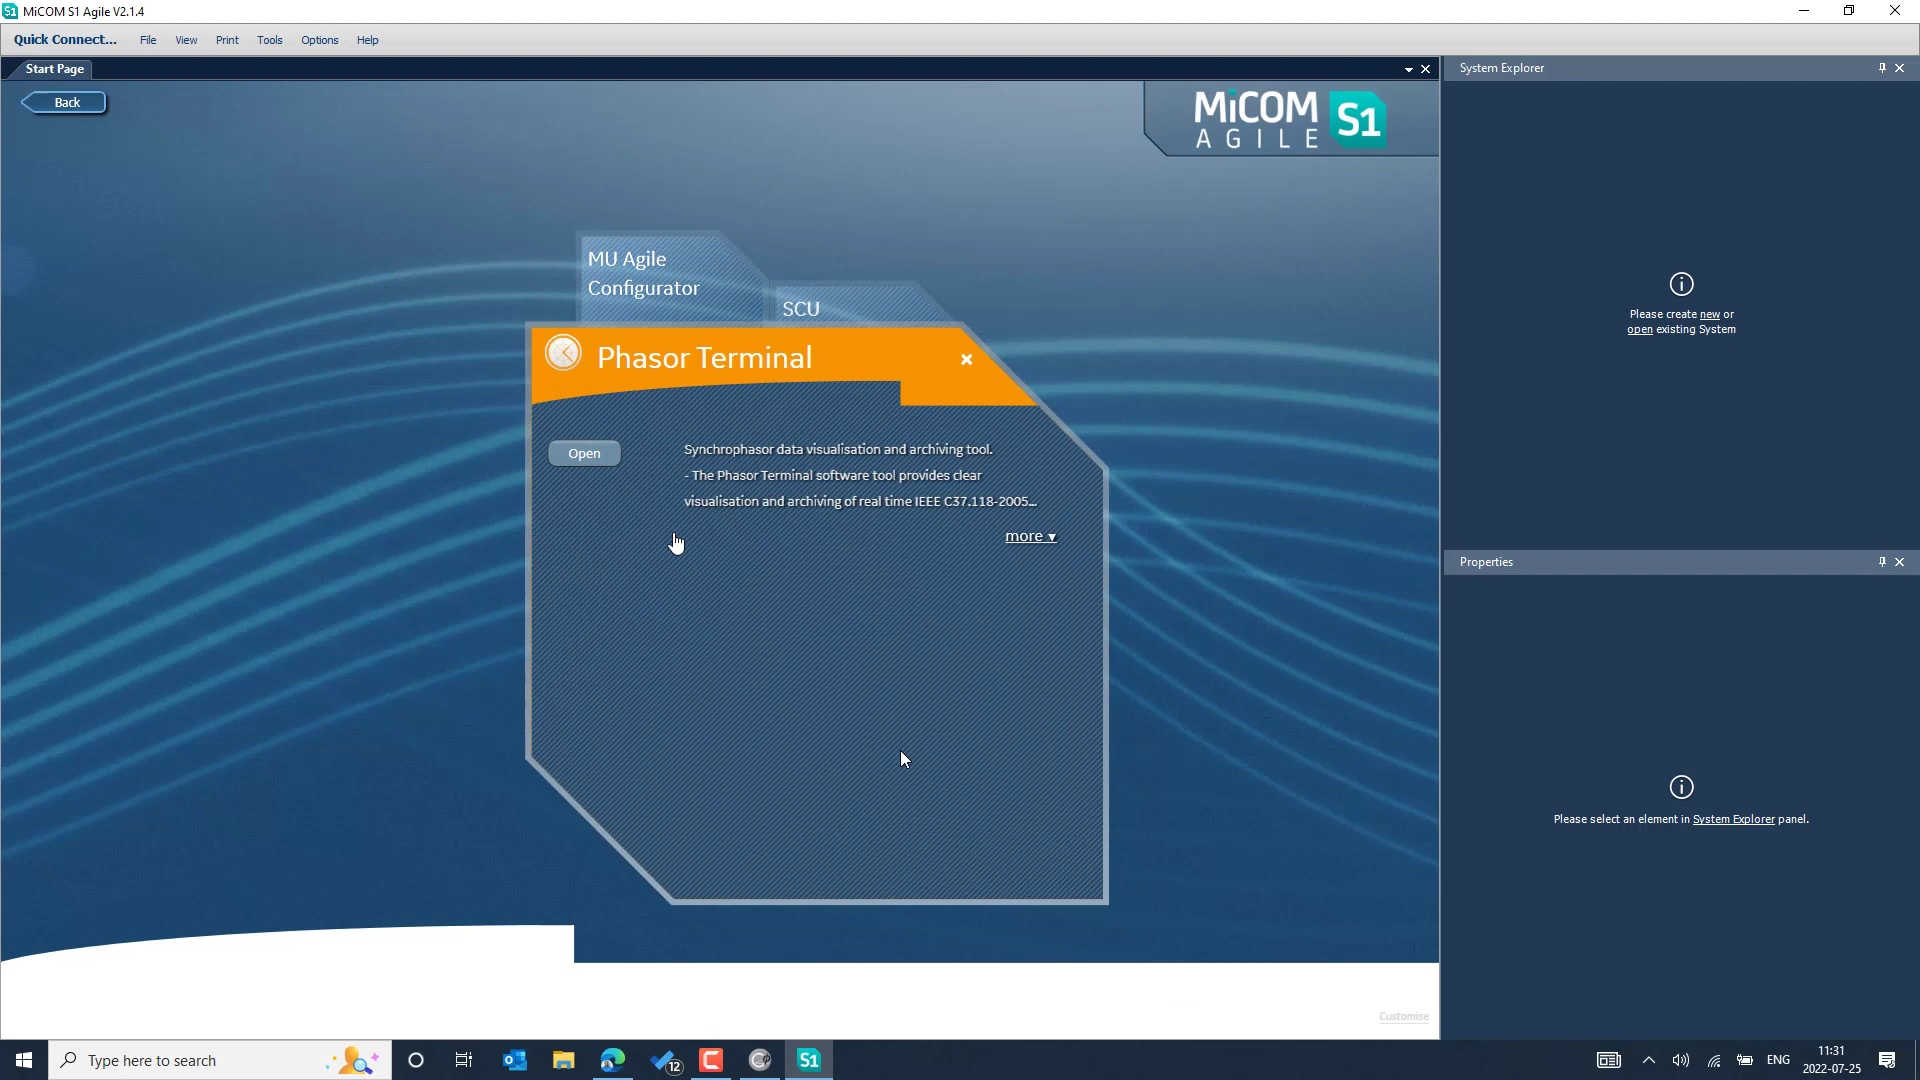 S1 MiCOM S1 Agile V2.1.4
Quick Connect... File View Print Tools Options Help
Start Page
Back
MiCOM
AGILE
S1
MU Agile
Configurator
SCU
Phasor Terminal
Open
Synchrophasor data visualisation and archiving tool.
- The Phasor Terminal software tool provides clear
visualisation and archiving of real time IEEE C37.118-2005...
more ▾
Customise
System Explorer
Please create new or
open existing System
Properties
Please select an element in System Explorer panel.
Type here to search
12
S1
ENG
11:31
2022-07-25